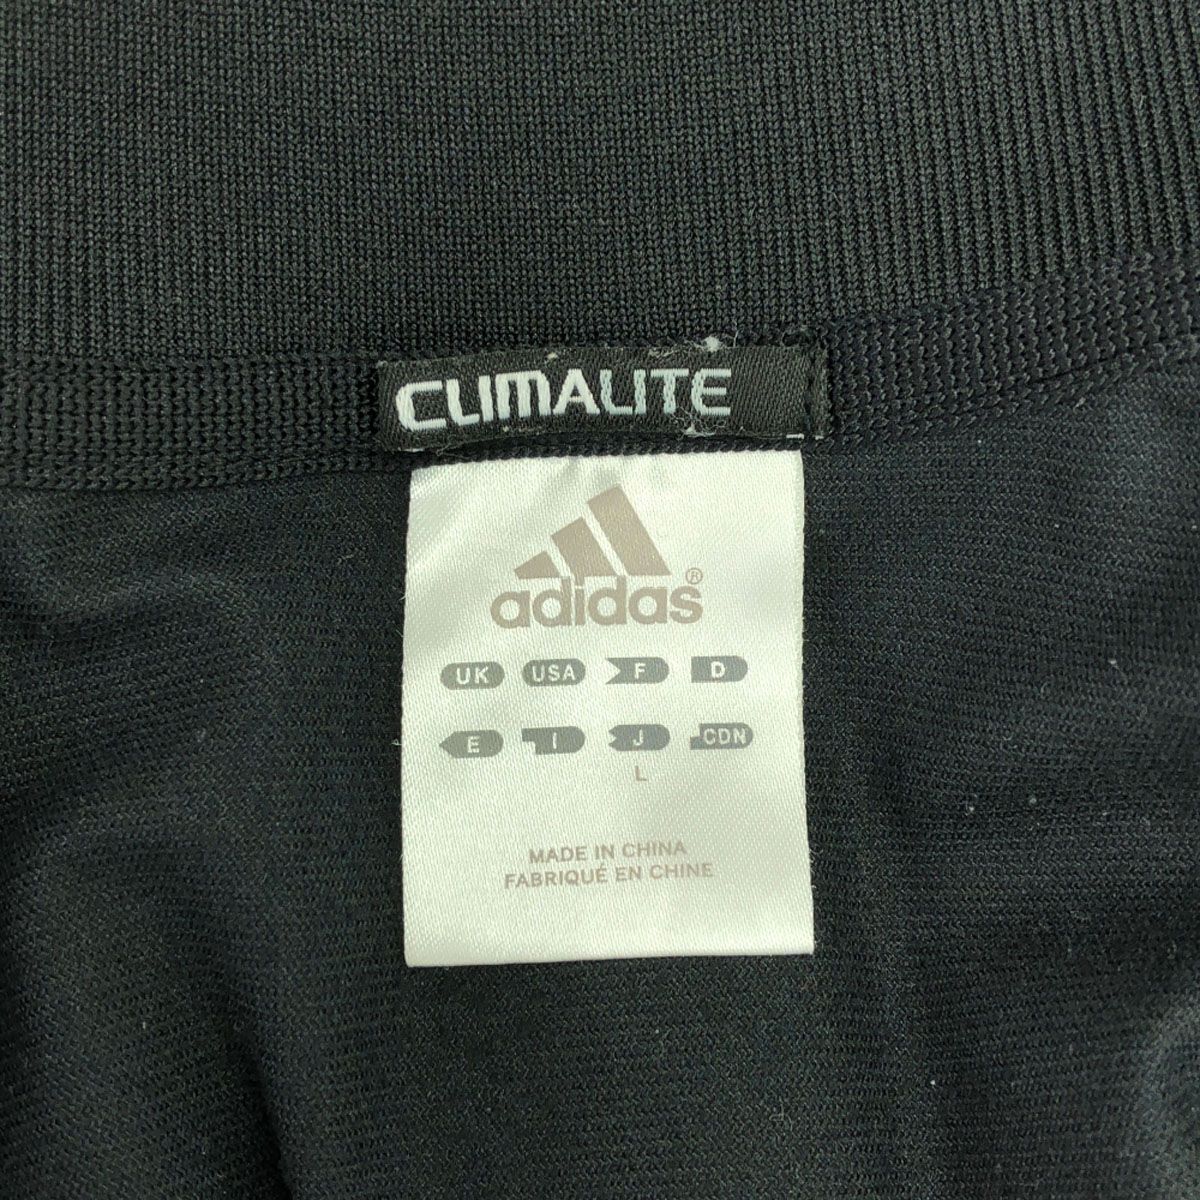 CLIMALITE
adidas®
UK USA F D
E I J CDN
L
MADE IN CHINA
FABRIQUÉ EN CHINE